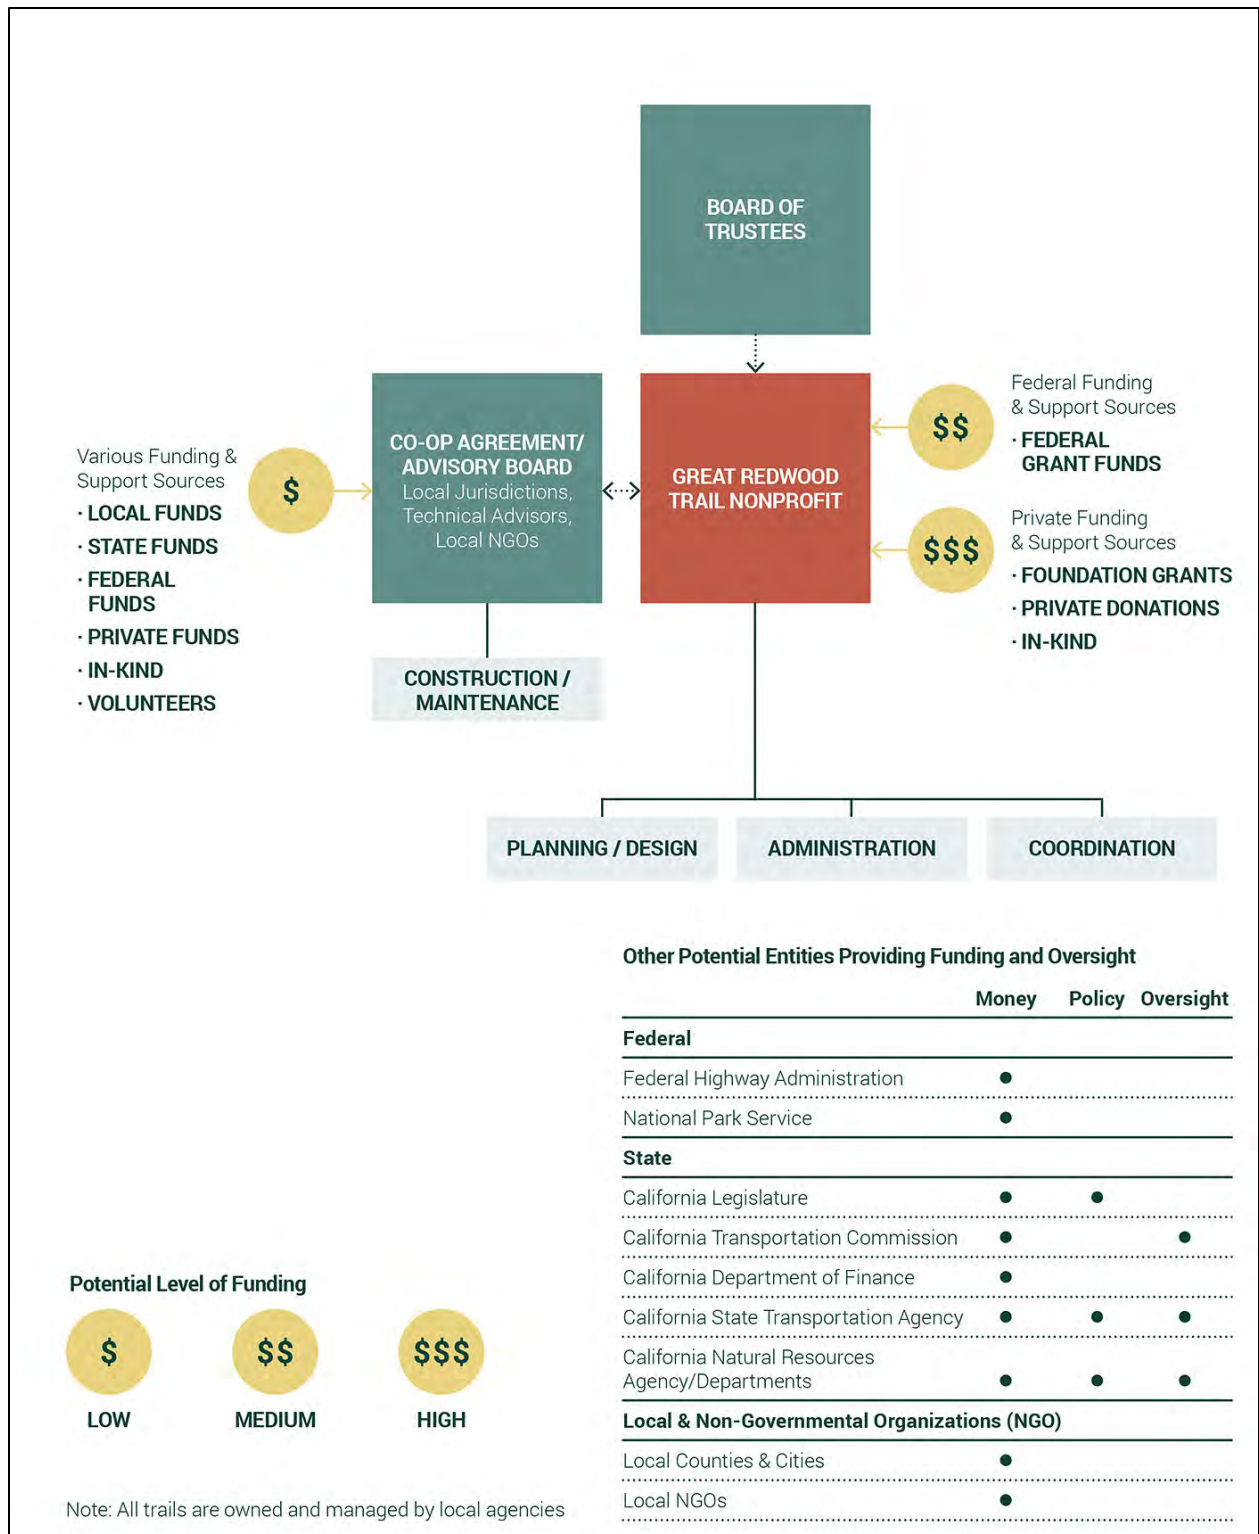 BOARD OF
TRUSTEES
CO-OP AGREEMENT/
ADVISORY BOARD
Local Jurisdictions,
Technical Advisors,
Local NGOs
GREAT REDWOOD
TRAIL NONPROFIT
Various Funding &
Support Sources
· LOCAL FUNDS
· STATE FUNDS
· FEDERAL
FUNDS
· PRIVATE FUNDS
· IN-KIND
· VOLUNTEERS
$
$$
Federal Funding
& Support Sources
· FEDERAL
GRANT FUNDS
$$$
Private Funding
& Support Sources
· FOUNDATION GRANTS
· PRIVATE DONATIONS
· IN-KIND
CONSTRUCTION /
MAINTENANCE
PLANNING / DESIGN
ADMINISTRATION
COORDINATION
Other Potential Entities Providing Funding and Oversight
Money Policy Oversight
Federal
Federal Highway Administration ●
National Park Service ●
State
California Legislature ● ●
California Transportation Commission ● ●
California Department of Finance ●
California State Transportation Agency ● ● ●
California Natural Resources
Agency/Departments ● ● ●
Local & Non-Governmental Organizations (NGO)
Local Counties & Cities ●
Local NGOs ●
Potential Level of Funding
$ $$ $$$
LOW MEDIUM HIGH
Note: All trails are owned and managed by local agencies